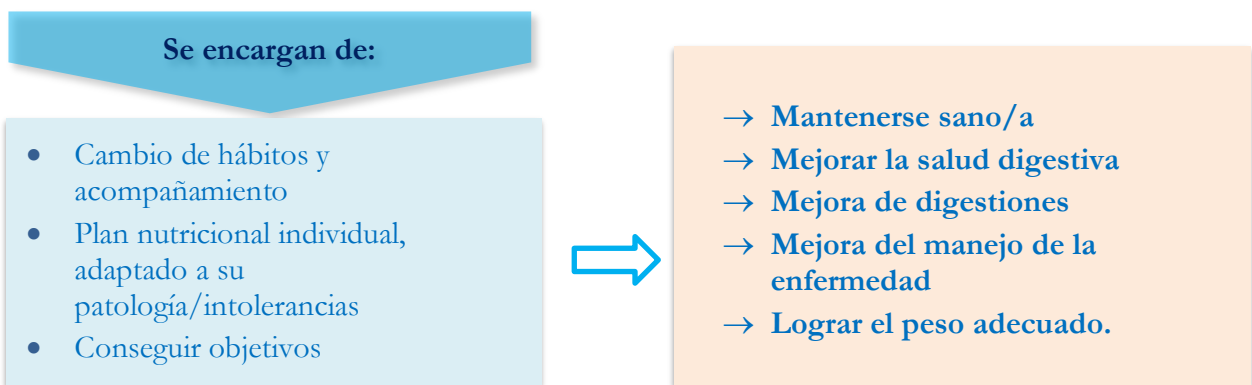 Se encargan de:
• Cambio de hábitos y
acompañamiento
• Plan nutricional individual,
adaptado a su
patología/intolerancias
• Conseguir objetivos
→ Mantenerse sano/a
→ Mejorar la salud digestiva
→ Mejora de digestiones
→ Mejora del manejo de la
enfermedad
→ Lograr el peso adecuado.